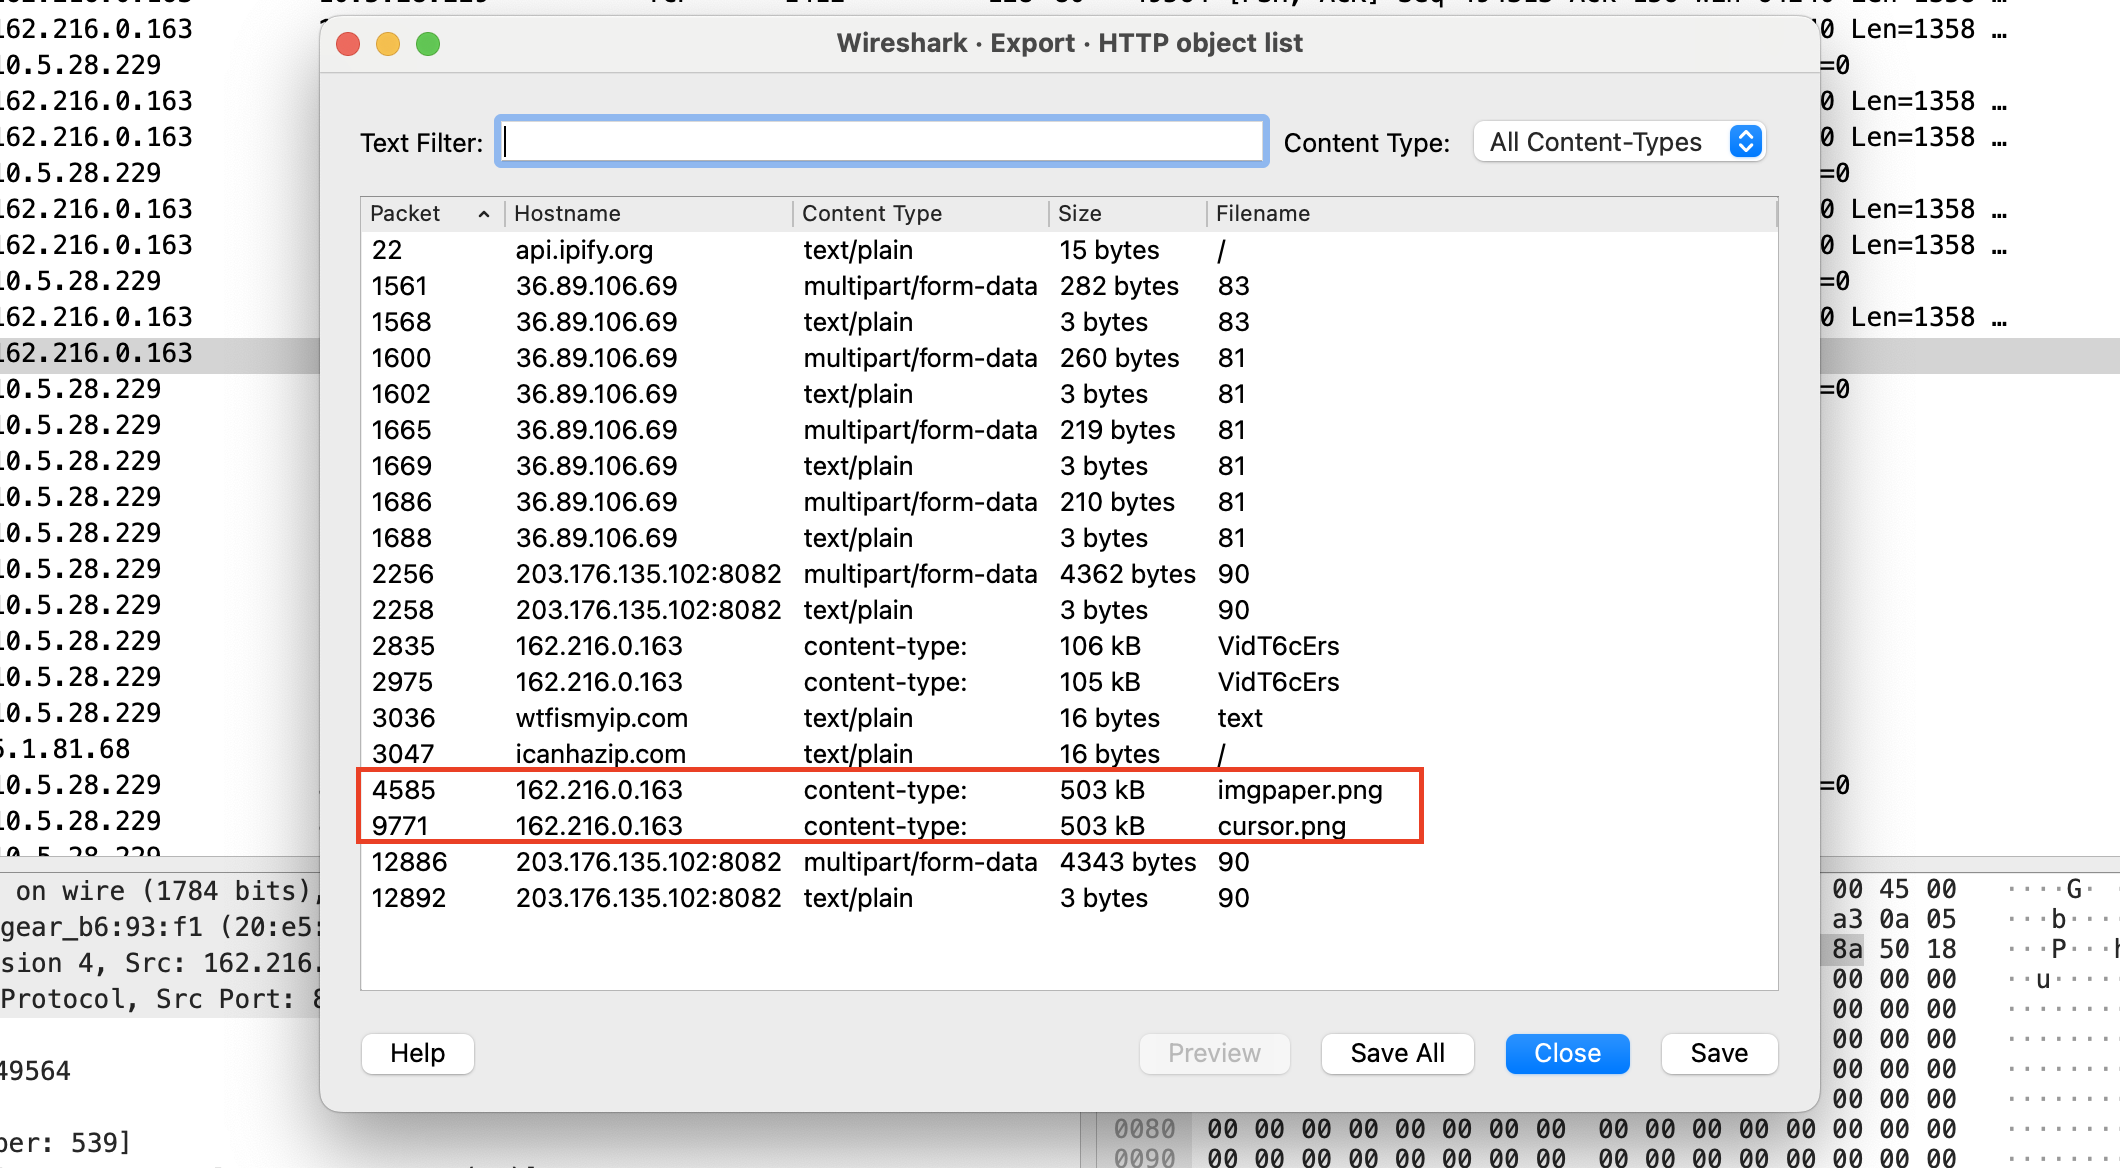 Wireshark · Export · HTTP object list
Text Filter:
Content Type: All Content-Types
Packet Hostname Content Type Size Filename
22 api.ipify.org text/plain 15 bytes /
1561 36.89.106.69 multipart/form-data 282 bytes 83
1568 36.89.106.69 text/plain 3 bytes 83
1600 36.89.106.69 multipart/form-data 260 bytes 81
1602 36.89.106.69 text/plain 3 bytes 81
1665 36.89.106.69 multipart/form-data 219 bytes 81
1669 36.89.106.69 text/plain 3 bytes 81
1686 36.89.106.69 multipart/form-data 210 bytes 81
1688 36.89.106.69 text/plain 3 bytes 81
2256 203.176.135.102:8082 multipart/form-data 4362 bytes 90
2258 203.176.135.102:8082 text/plain 3 bytes 90
2835 162.216.0.163 content-type: 106 kB VidT6cErs
2975 162.216.0.163 content-type: 105 kB VidT6cErs
3036 wtfismyip.com text/plain 16 bytes text
3047 icanhazip.com text/plain 16 bytes /
4585 162.216.0.163 content-type: 503 kB imgpaper.png
9771 162.216.0.163 content-type: 503 kB cursor.png
12886 203.176.135.102:8082 multipart/form-data 4343 bytes 90
12892 203.176.135.102:8082 text/plain 3 bytes 90
Help Preview Save All Close Save
62.216.0.163 0 Len=1358 …
0.5.28.229 =0
62.216.0.163 0 Len=1358 …
62.216.0.163 0 Len=1358 …
0.5.28.229 =0
62.216.0.163 0 Len=1358 …
62.216.0.163 0 Len=1358 …
0.5.28.229 =0
62.216.0.163 0 Len=1358 …
62.216.0.163
0.5.28.229 =0
0.5.28.229
0.5.28.229
0.5.28.229
0.5.28.229
0.5.28.229
0.5.28.229
0.5.28.229
0.5.28.229
0.5.28.229
.1.81.68
0.5.28.229 =0
0.5.28.229
on wire (1784 bits),
gear_b6:93:f1 (20:e5:
sion 4, Src: 162.216.
Protocol, Src Port: 8
49564
ber: 539]
00 45 00 ····G·
a3 0a 05 ···b···
8a 50 18 ···P···h
00 00 00 ··u····
00 00 00
00 00 00
00 00 00
00 00 00
0080 00 00 00 00 00 00 00 00 00 00 00 00 00 00 00 00
0090 00 00 00 00 00 00 00 00 00 00 00 00 00 00 00 00